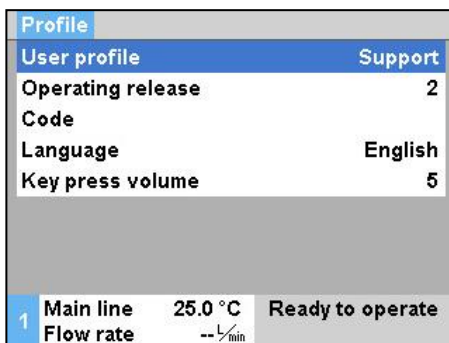 Profile
User profile Support
Operating release 2
Code
Language English
Key press volume 5
1 Main line 25.0 °C Ready to operate
Flow rate -- L/min